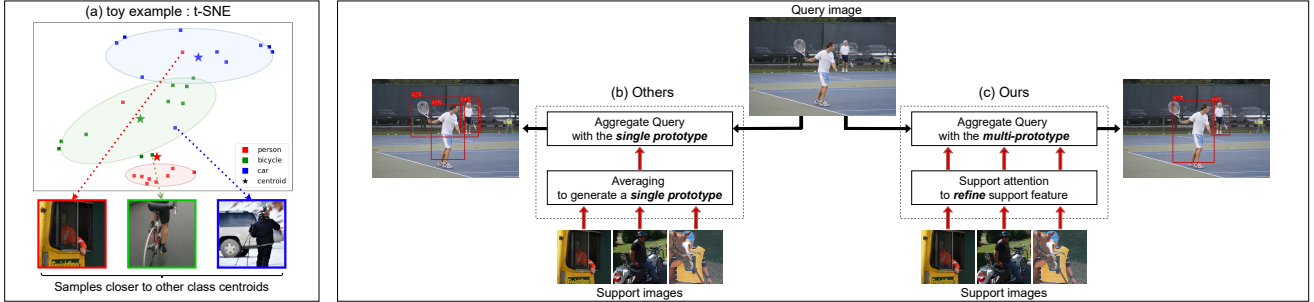 (a) toy example : t-SNE
person
bicycle
car
centroid
Samples closer to other class centroids
Query image
(b) Others
Aggregate Query
with the single prototype
Averaging
to generate a single prototype
Support images
(c) Ours
Aggregate Query
with the multi-prototype
Support attention
to refine support feature
Support images